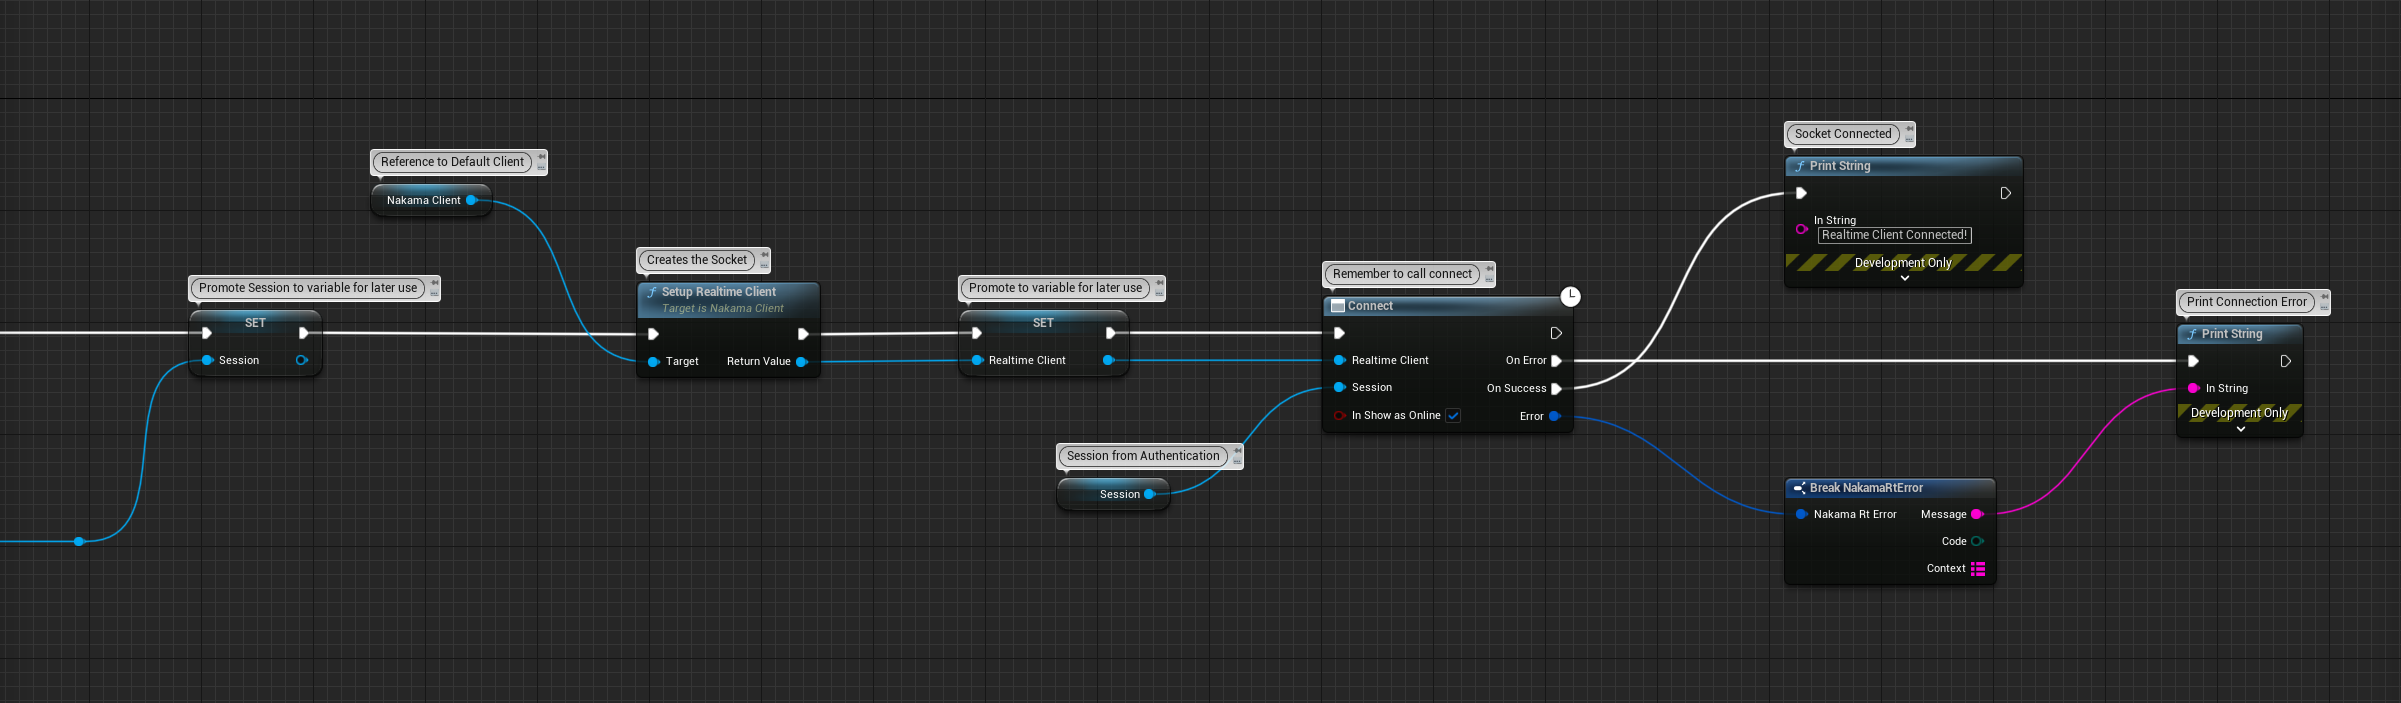 Promote Session to variable for later use
SET
Session
Reference to Default Client
Nakama Client
Creates the Socket
Setup Realtime Client
Target is Nakama Client
Target
Return Value
Promote to variable for later use
SET
Realtime Client
Session from Authentication
Session
Remember to call connect
Connect
Realtime Client
On Error
Session
On Success
In Show as Online
Error
Socket Connected
Print String
In String
Realtime Client Connected!
Development Only
Break NakamaRtError
Nakama Rt Error
Message
Code
Context
Print Connection Error
Print String
In String
Development Only